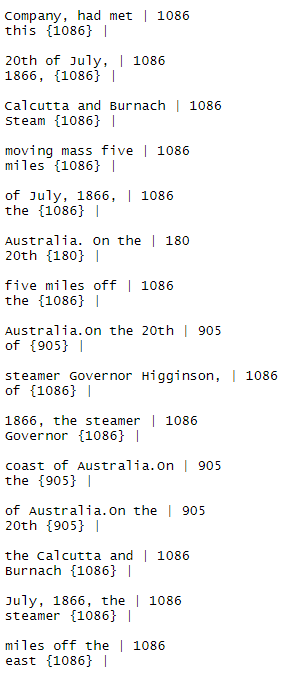 Company, had met | 1086
this {1086} |
20th of July, | 1086
1866, {1086} |
Calcutta and Burnach | 1086
Steam {1086} |
moving mass five | 1086
miles {1086} |
of July, 1866, | 1086
the {1086} |
Australia. On the | 180
20th {180} |
five miles off | 1086
the {1086} |
Australia.On the 20th | 905
of {905} |
steamer Governor Higginson, | 1086
of {1086} |
1866, the steamer | 1086
Governor {1086} |
coast of Australia.On | 905
the {905} |
of Australia.On the | 905
20th {905} |
the Calcutta and | 1086
Burnach {1086} |
July, 1866, the | 1086
steamer {1086} |
miles off the | 1086
east {1086} |